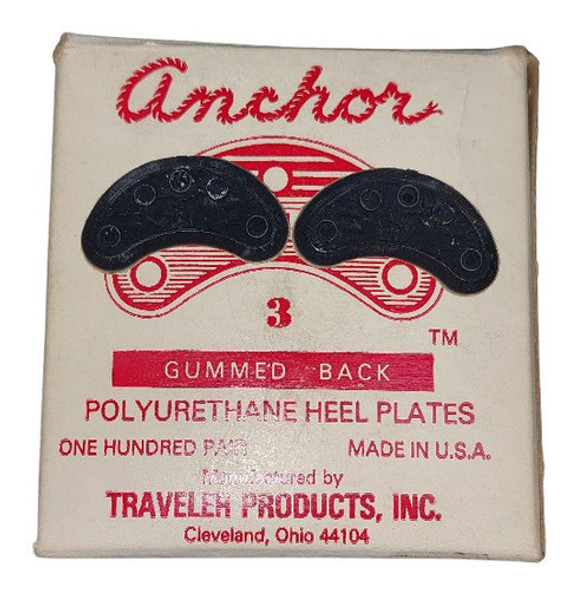 anchor
3
TM
GUMMED BACK
POLYURETHANE HEEL PLATES
ONE HUNDRED PAIR MADE IN U.S.A.
Manufactured by
TRAVELER PRODUCTS, INC.
Cleveland, Ohio 44104